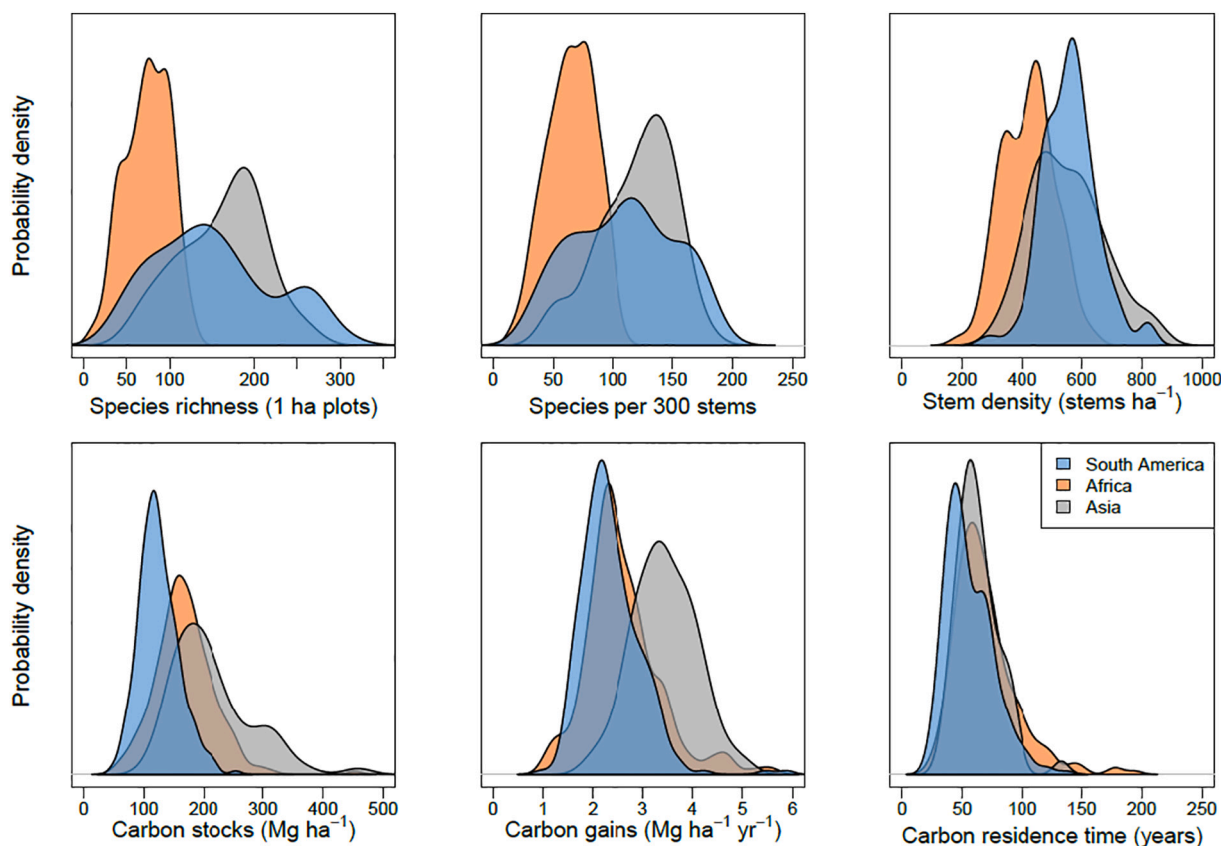 Probability density
0 50 100 200 300
Species richness (1 ha plots)
0 50 100 150 200 250
Species per 300 stems
0 200 400 600 800 1000
Stem density (stems ha⁻¹)
Probability density
0 100 200 300 400 500
Carbon stocks (Mg ha⁻¹)
0 1 2 3 4 5 6
Carbon gains (Mg ha⁻¹ yr⁻¹)
South America
Africa
Asia
0 50 100 150 200 250
Carbon residence time (years)